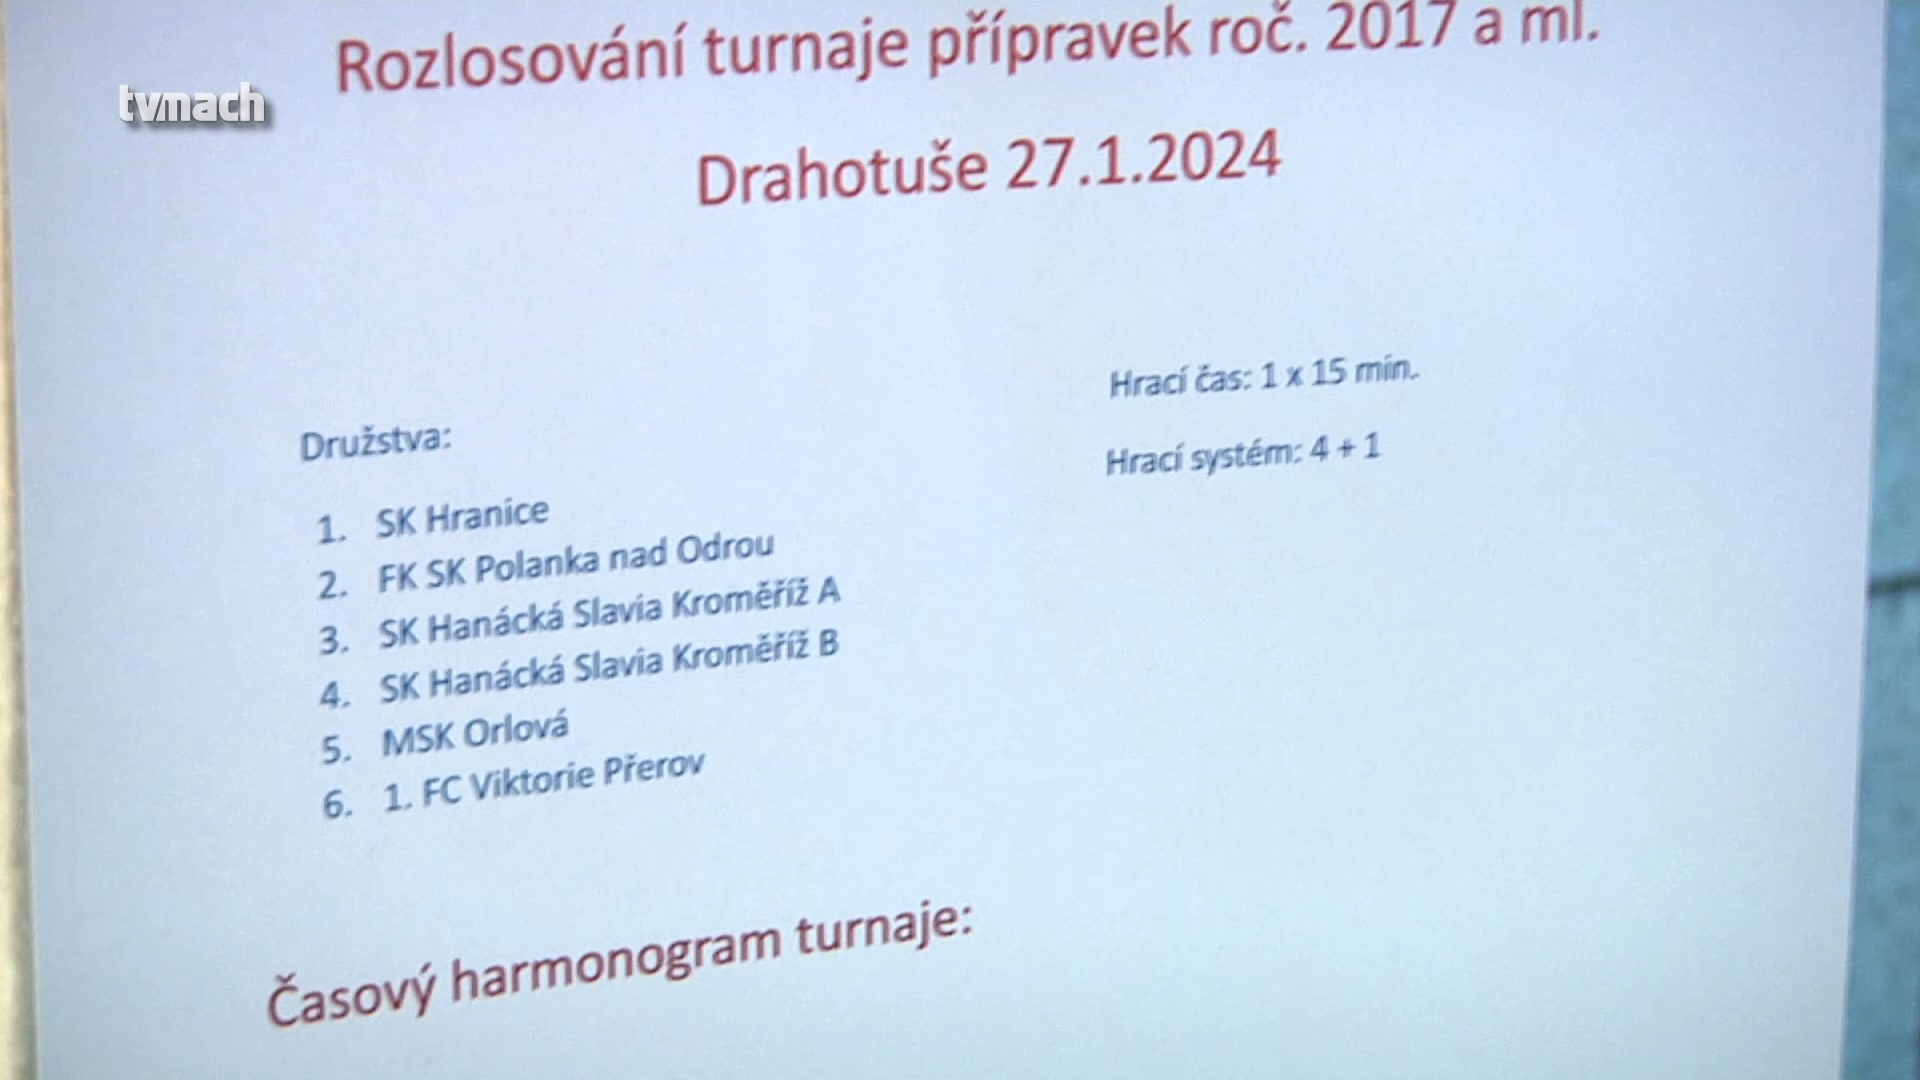 Rozlosování turnaje přípravek roč. 2017 a ml.
tvmach
Drahotuše 27.1.2024
Hrací čas: 1 x 15 min.
Družstva:
Hrací systém: 4 + 1
1. SK Hranice
2. FK SK Polanka nad Odrou
3. SK Hanácká Slavia Kroměříž A
4. SK Hanácká Slavia Kroměříž B
5. MSK Orlová
6. 1. FC Viktorie Přerov
Časový harmonogram turnaje: